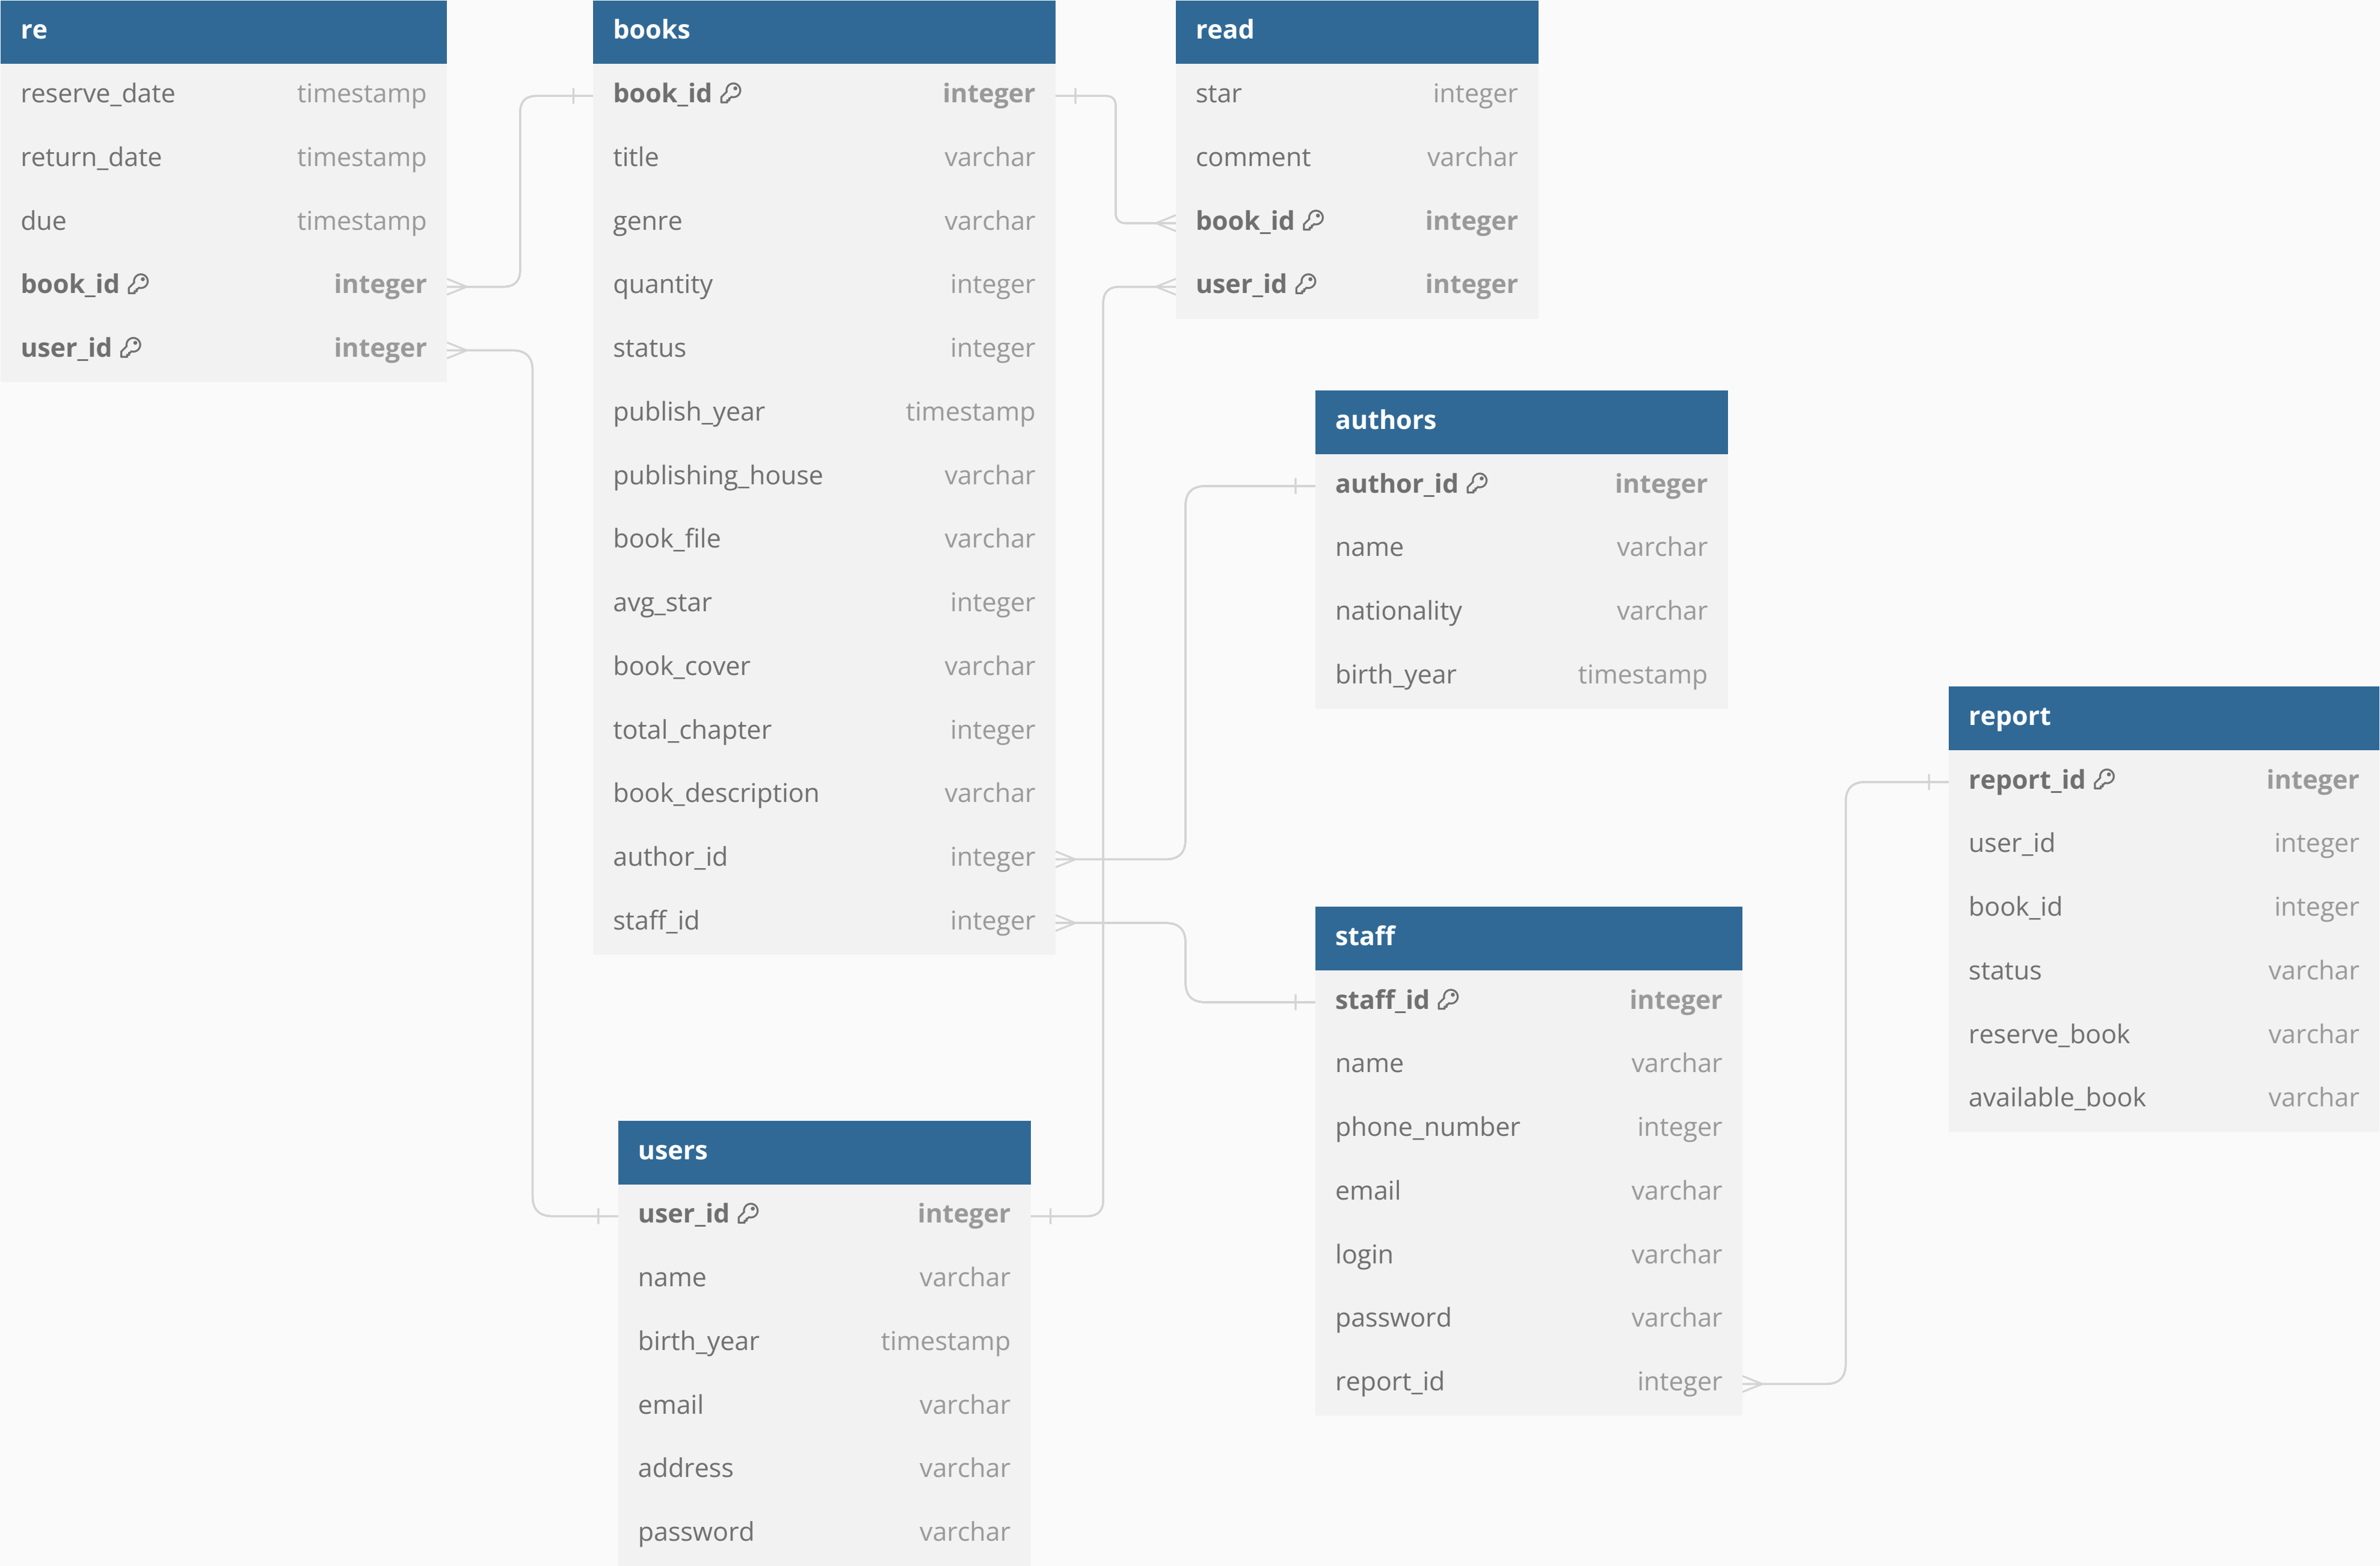 re
reserve_date timestamp
return_date timestamp
due timestamp
book_id integer
user_id integer
books
book_id integer
title varchar
genre varchar
quantity integer
status integer
publish_year timestamp
publishing_house varchar
book_file varchar
avg_star integer
book_cover varchar
total_chapter integer
book_description varchar
author_id integer
staff_id integer
read
star integer
comment varchar
book_id integer
user_id integer
authors
author_id integer
name varchar
nationality varchar
birth_year timestamp
report
report_id integer
user_id integer
book_id integer
status varchar
reserve_book varchar
available_book varchar
staff
staff_id integer
name varchar
phone_number integer
email varchar
login varchar
password varchar
report_id integer
users
user_id integer
name varchar
birth_year timestamp
email varchar
address varchar
password varchar